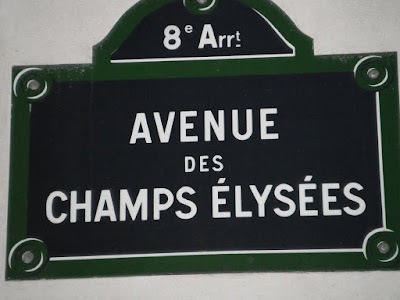 8e Arrt
AVENUE
DES
CHAMPS ÉLYSÉES